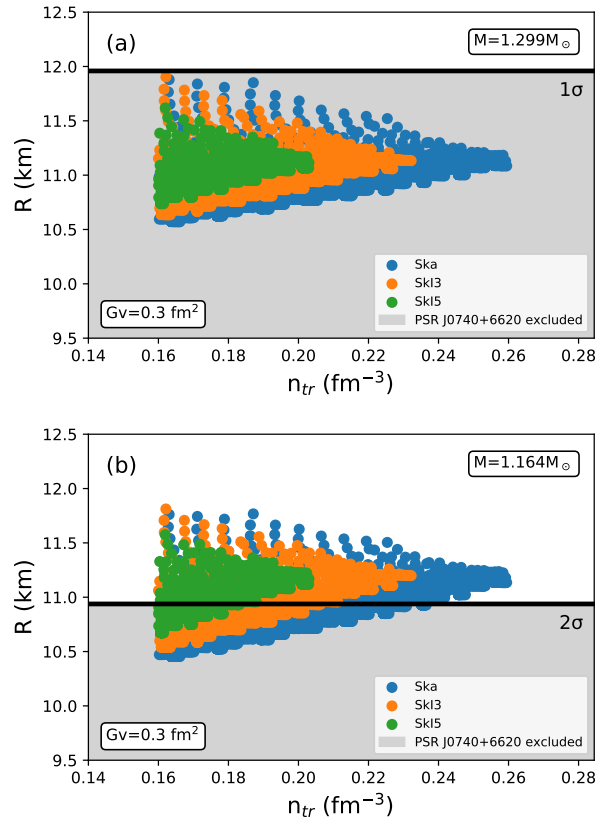 (a)
M=1.299M⊙
1σ
R (km)
12.5
12.0
11.5
11.0
10.5
10.0
9.5
Ska
SkI3
SkI5
PSR J0740+6620 excluded
Gv=0.3 fm²
0.14 0.16 0.18 0.20 0.22 0.24 0.26 0.28
nₜᵣ (fm⁻³)
(b)
M=1.164M⊙
2σ
R (km)
12.5
12.0
11.5
11.0
10.5
10.0
9.5
Ska
SkI3
SkI5
PSR J0740+6620 excluded
Gv=0.3 fm²
0.14 0.16 0.18 0.20 0.22 0.24 0.26 0.28
nₜᵣ (fm⁻³)